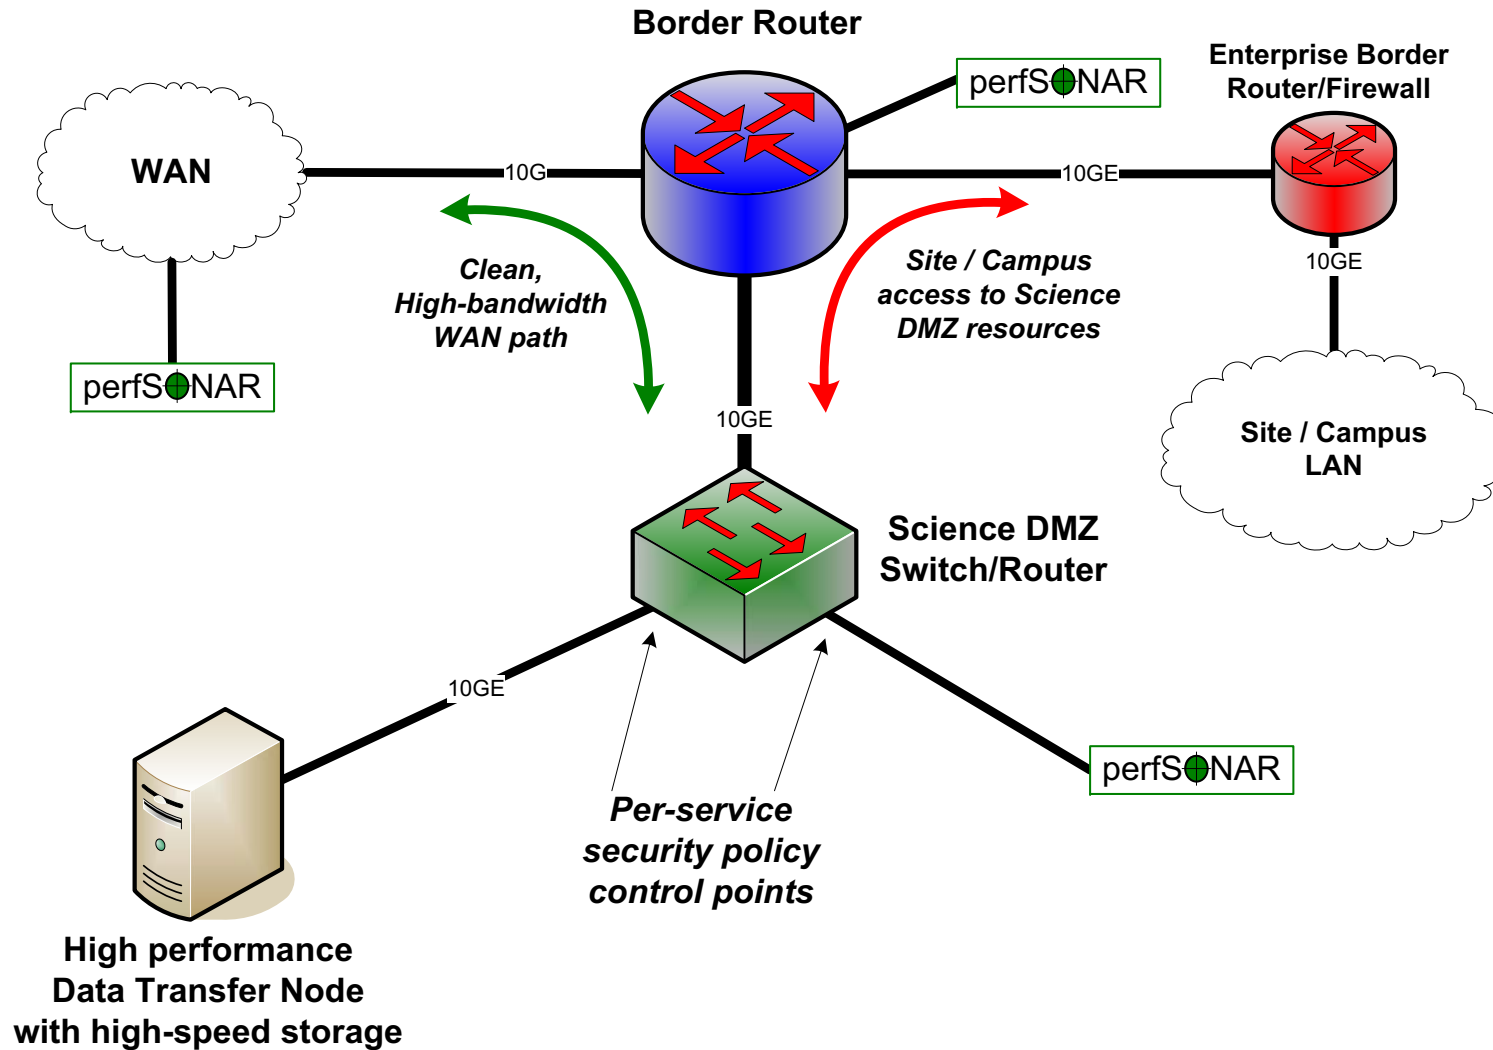 Border Router
perfSONAR
Enterprise Border
Router/Firewall
WAN
10G
10GE
Clean,
High-bandwidth
WAN path
Site / Campus
access to Science
DMZ resources
10GE
perfSONAR
10GE
Site / Campus
LAN
Science DMZ
Switch/Router
10GE
perfSONAR
Per-service
security policy
control points
High performance
Data Transfer Node
with high-speed storage